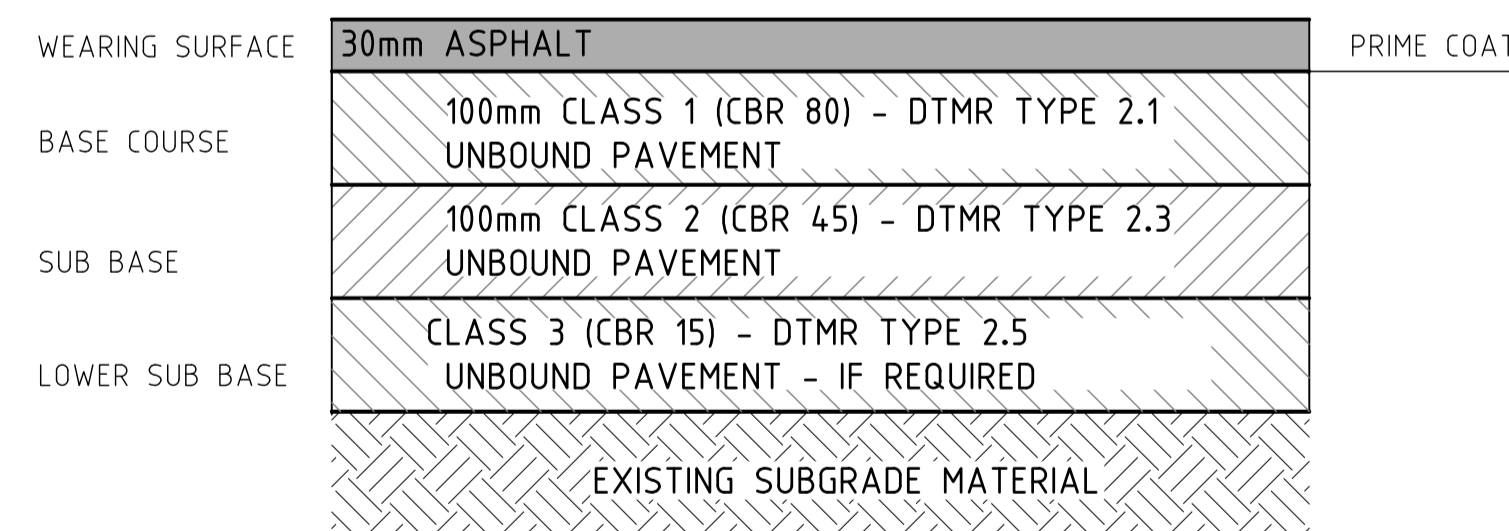 WEARING SURFACE
30mm ASPHALT
PRIME COAT
BASE COURSE
100mm CLASS 1 (CBR 80) - DTMR TYPE 2.1
UNBOUND PAVEMENT
SUB BASE
100mm CLASS 2 (CBR 45) - DTMR TYPE 2.3
UNBOUND PAVEMENT
LOWER SUB BASE
CLASS 3 (CBR 15) - DTMR TYPE 2.5
UNBOUND PAVEMENT - IF REQUIRED
EXISTING SUBGRADE MATERIAL